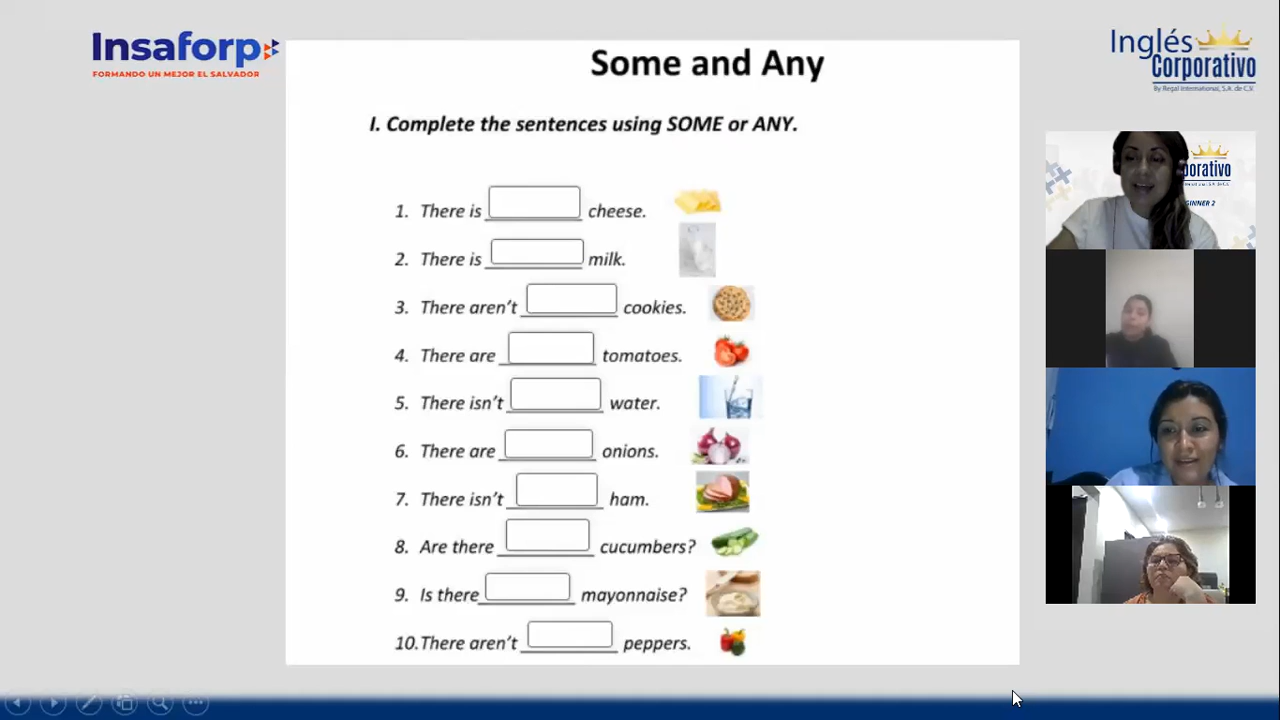 Insaforp
FORMANDO UN MEJOR EL SALVADOR
Some and Any
Inglés
Corporativo
By Regal International, S.A. de C.V.
I. Complete the sentences using SOME or ANY.
1. There is cheese.
2. There is milk.
3. There aren't cookies.
4. There are tomatoes.
5. There isn't water.
6. There are onions.
7. There isn't ham.
8. Are there cucumbers?
9. Is there mayonnaise?
10. There aren't peppers.